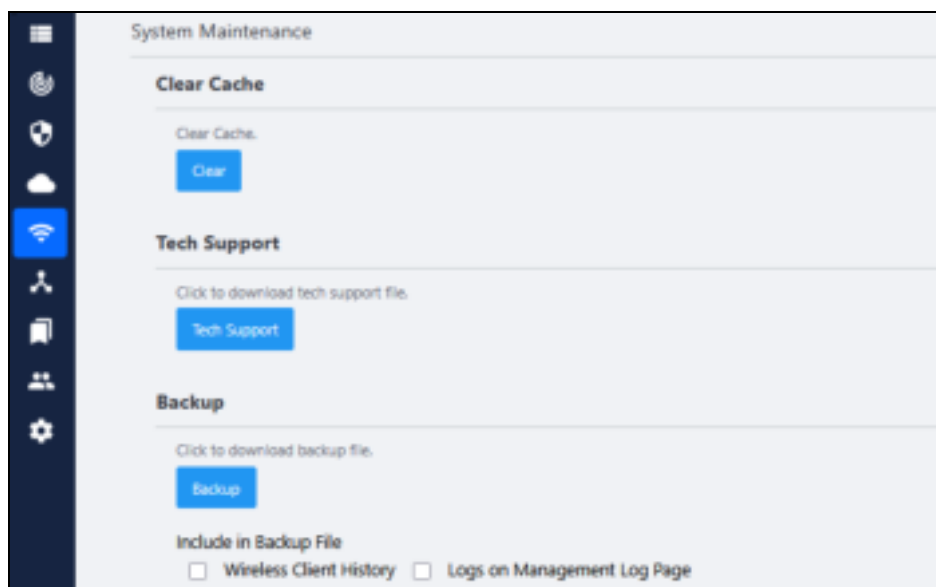 System Maintenance
Clear Cache
Clear Cache.
Clear
Tech Support
Click to download tech support file.
Tech Support
Backup
Click to download backup file.
Backup
Include in Backup File
Wireless Client History Logs on Management Log Page